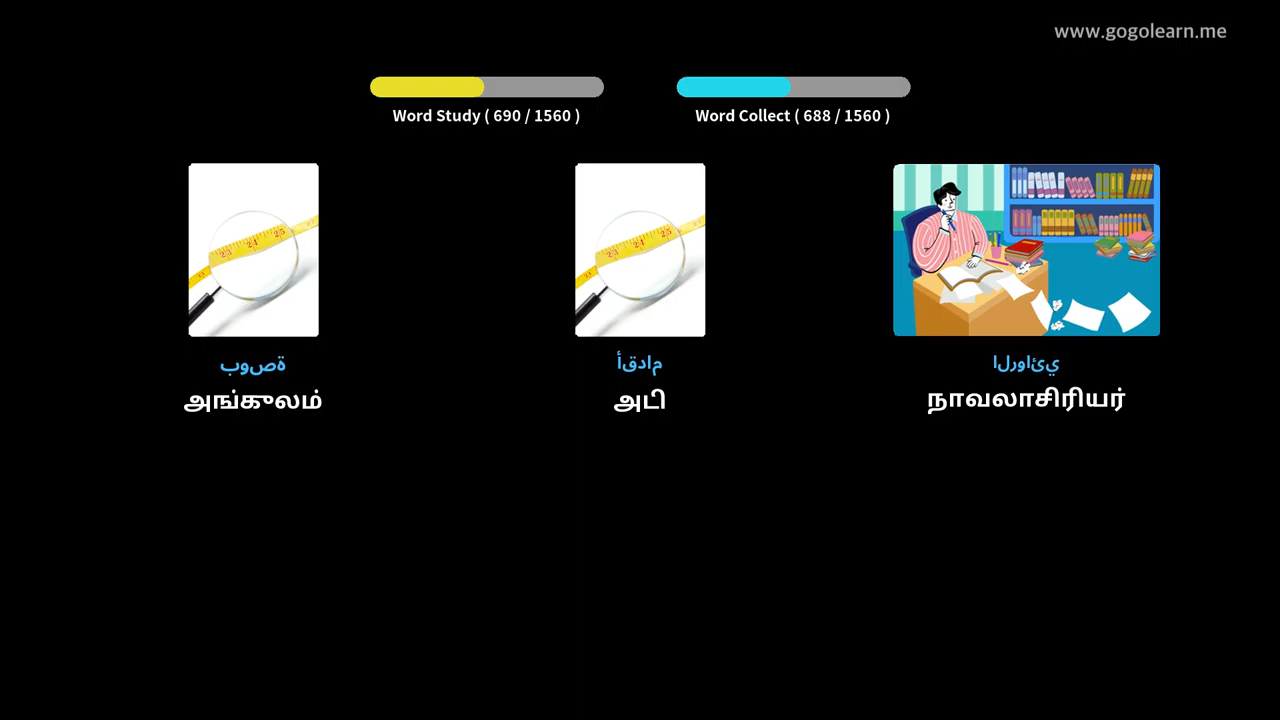 www.gogolearn.me
Word Study ( 690 / 1560 )
Word Collect ( 688 / 1560 )
بوصة
அங்குலம்
أقدام
அடி
الروائي
நாவலாசிரியர்